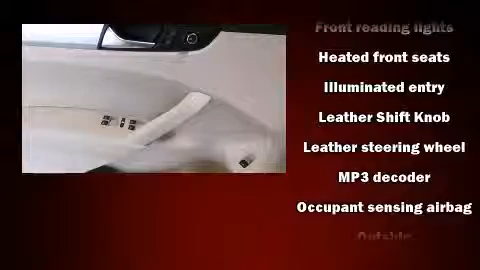 Front reading lights
Heated front seats
Illuminated entry
Leather Shift Knob
Leather steering wheel
MP3 decoder
Occupant sensing airbag
Outside